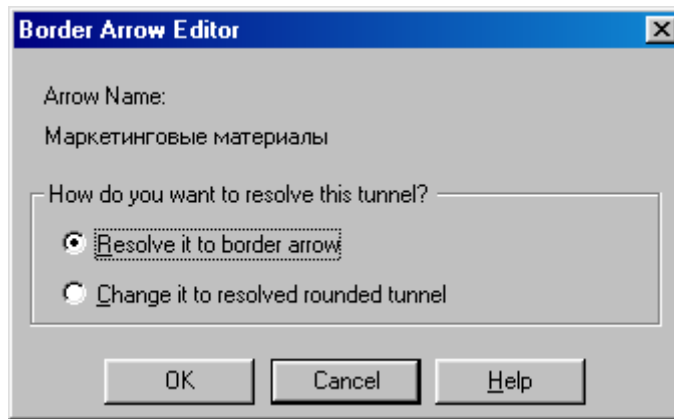 Border Arrow Editor
Arrow Name:
Маркетинговые материалы
How do you want to resolve this tunnel?
Resolve it to border arrow
Change it to resolved rounded tunnel
OK Cancel Help